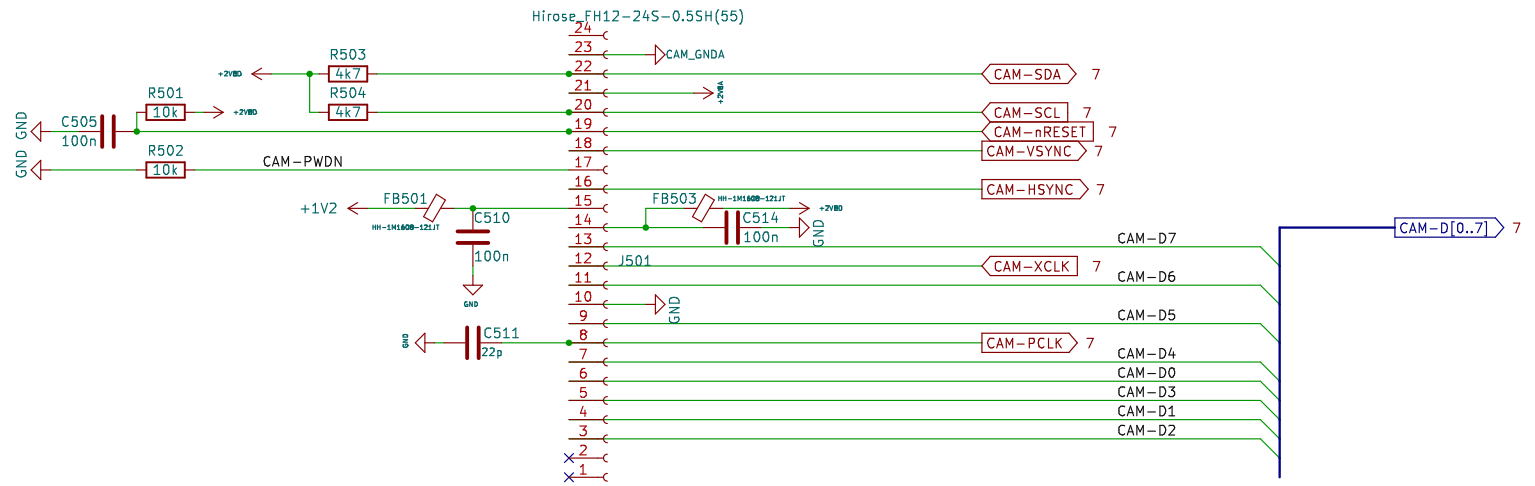 Hirose_FH12-24S-0.5SH(55)
24
23
CAM_GNDA
R503
+2V8D
4k7
22
CAM-SDA 7
21
+2V8A
R504
4k7
20
CAM-SCL 7
R501
10k
+2V8D
GND
C505
100n
19
CAM-nRESET 7
18
CAM-VSYNC 7
GND
R502
10k
CAM-PWDN
17
16
CAM-HSYNC 7
+1V2
FB501
HH-1M1608-121JT
15
C510
100n
GND
FB503
HH-1M1608-121JT
+2V8D
14
C514
100n
GND
CAM-D[0..7] 7
13
CAM-D7
12
J501
CAM-XCLK 7
11
CAM-D6
10
GND
9
CAM-D5
GND
C511
22p
8
CAM-PCLK 7
7
CAM-D4
6
CAM-D0
5
CAM-D3
4
CAM-D1
3
CAM-D2
2
1